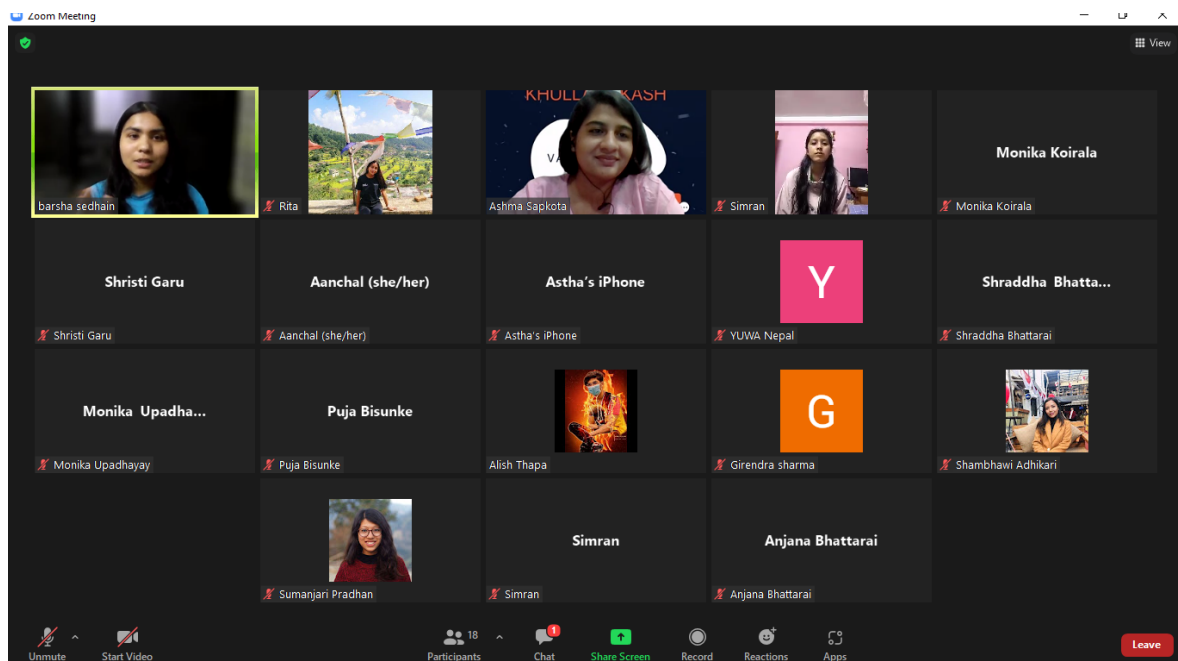 Zoom Meeting
View
KHULLA AKASH
VA
barsha sedhain
Rita
Ashma Sapkota
Simran
Monika Koirala
Monika Koirala
Shristi Garu
Aanchal (she/her)
Astha's iPhone
Y
Shraddha Bhatta...
Shristi Garu
Aanchal (she/her)
Astha's iPhone
YUWA Nepal
Shraddha Bhattarai
Monika Upadha...
Puja Bisunke
G
Monika Upadhayay
Puja Bisunke
Alish Thapa
Girendra sharma
Shambhawi Adhikari
Simran
Anjana Bhattarai
Sumanjari Pradhan
Simran
Anjana Bhattarai
18
1
Unmute
Start Video
Participants
Chat
Share Screen
Record
Reactions
Apps
Leave